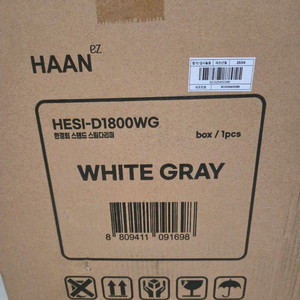 HAAN ez
HESI-D1800WG
한경희 스탠드 스팀다리미
box / 1pcs
WHITE GRAY
8 809411 091698